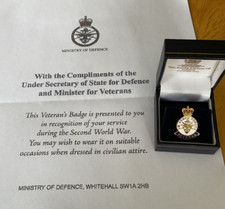 MINISTRY OF DEFENCE
With the Compliments of the
Under Secretary of State for Defence
and Minister for Veterans
This Veteran's Badge is presented to you
in recognition of your service
during the Second World War.
You may wish to wear it on suitable
occasions when dressed in civilian attire.
MINISTRY OF DEFENCE, WHITEHALL SW1A 2HB